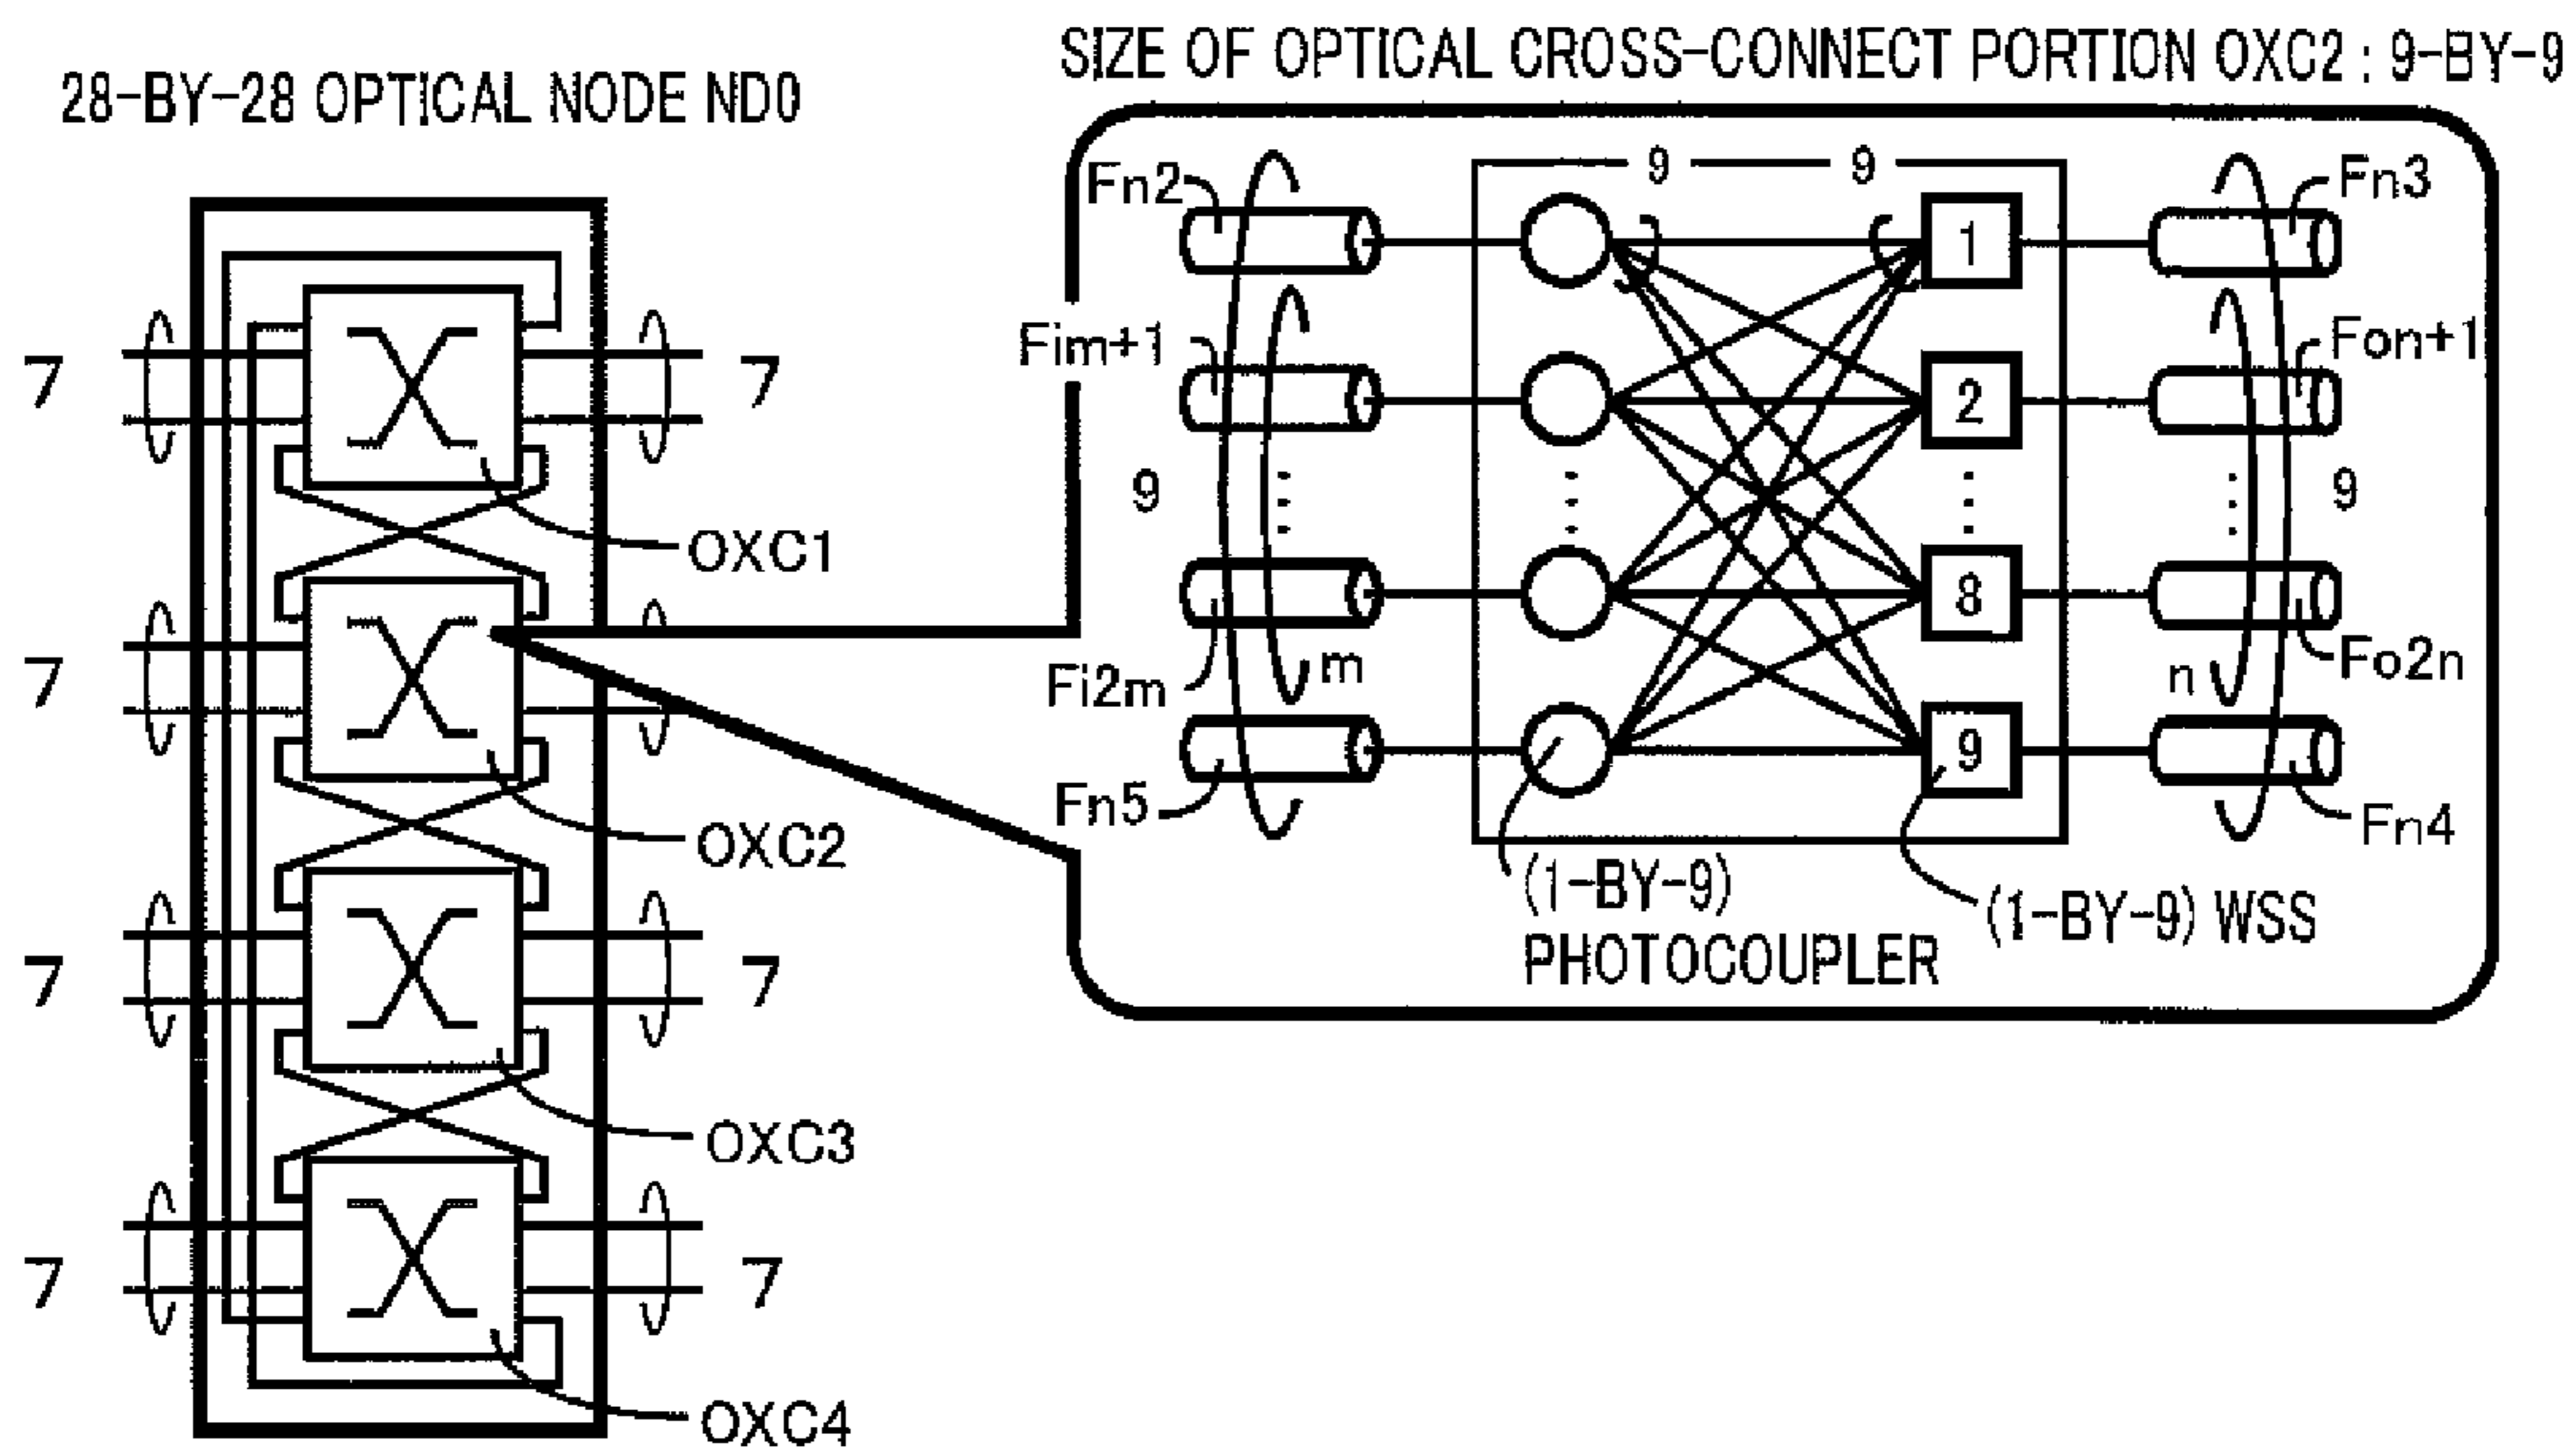 28-BY-28 OPTICAL NODE ND0
7
7
OXC1
7
OXC2
7
7
OXC3
7
7
OXC4
SIZE OF OPTICAL CROSS-CONNECT PORTION OXC2 : 9-BY-9
9
9
Fn2
1
Fn3
Fim+1
2
Fon+1
9
9
Fi2m
m
8
n
Fo2n
Fn5
9
Fn4
(1-BY-9)
PHOTOCOUPLER
(1-BY-9) WSS